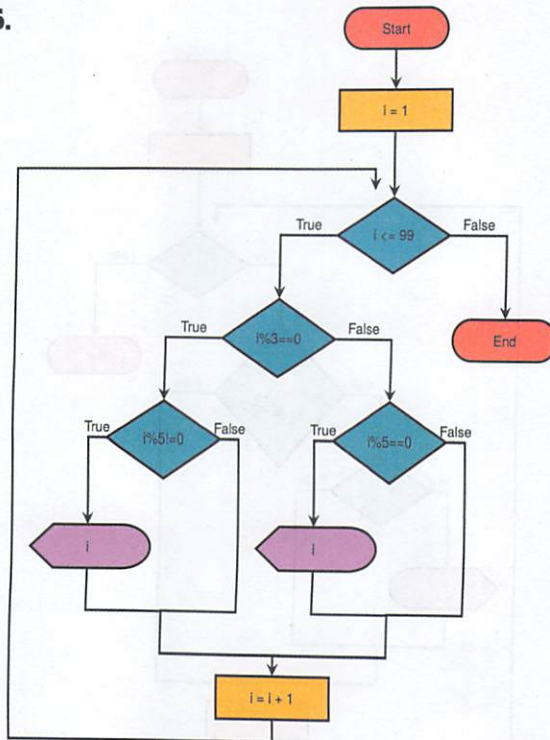 5.
Start
i = 1
i <= 99
True
False
End
i%3==0
True
False
i%5!=0
True
False
i%5==0
True
False
i
i
i = i + 1